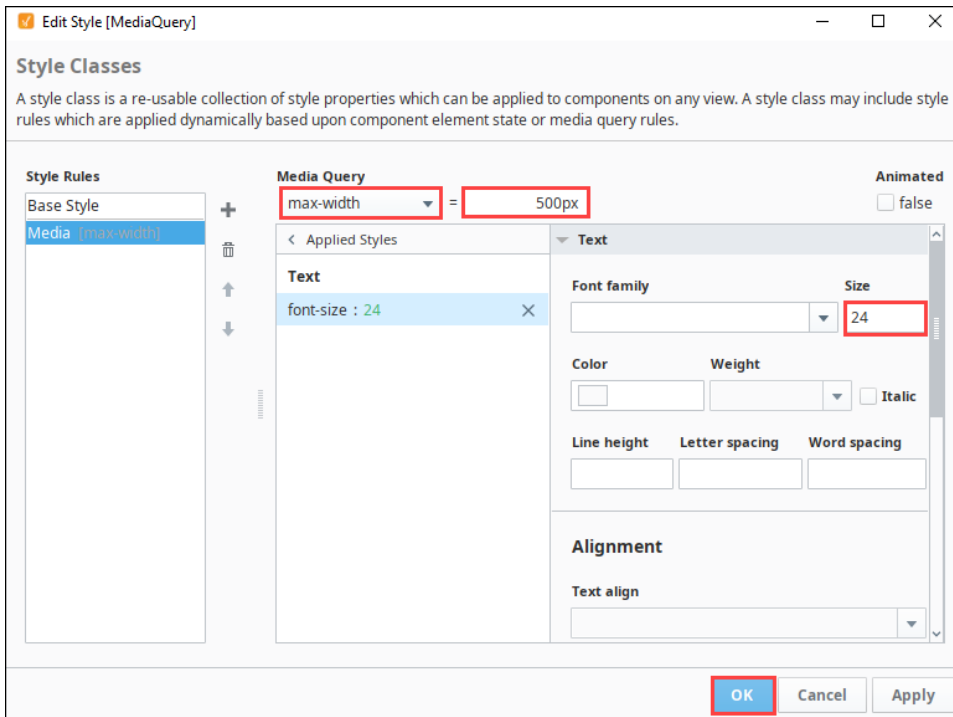 Edit Style [MediaQuery]
Style Classes
A style class is a re-usable collection of style properties which can be applied to components on any view. A style class may include style
rules which are applied dynamically based upon component element state or media query rules.
Style Rules
Base Style
Media [max-width]
Media Query
max-width = 500px
Animated
false
Applied Styles
Text
font-size : 24
Text
Font family Size
24
Color Weight
Italic
Line height Letter spacing Word spacing
Alignment
Text align
OK Cancel Apply